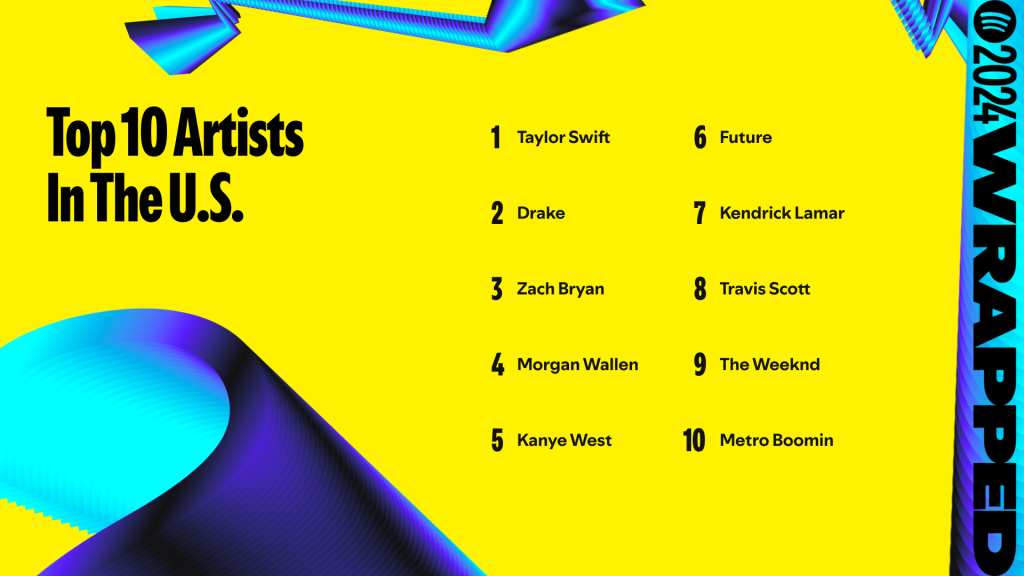 Top 10 Artists
In The U.S.
1 Taylor Swift
2 Drake
3 Zach Bryan
4 Morgan Wallen
5 Kanye West
6 Future
7 Kendrick Lamar
8 Travis Scott
9 The Weeknd
10 Metro Boomin
2024 WRAPPED